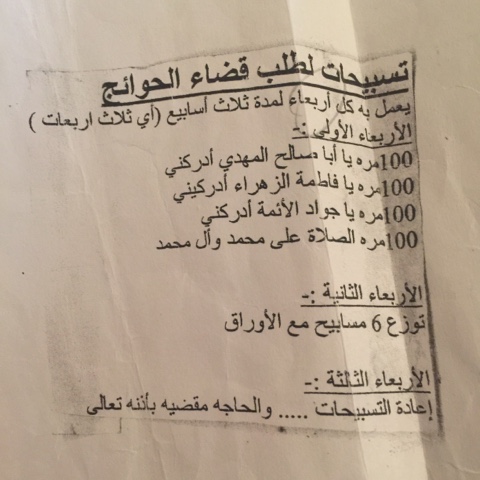 تسبيحات لطلب قضاء الحوائج
يعمل به كل أربعاء لمدة ثلاث أسابيع (أي ثلاث اربعات )
الأربعاء الأولى :-
100مره يا أبا صالح المهدي أدركني
100مره يا فاطمة الزهراء أدركيني
100مره يا جواد الأئمة أدركني
100مره الصلاة على محمد وأل محمد
الأربعاء الثانية :-
توزع 6 مسابيح مع الأوراق
الأربعاء الثالثة :-
إعادة التسبيحات ..... والحاجه مقضيه بأذنه تعالى